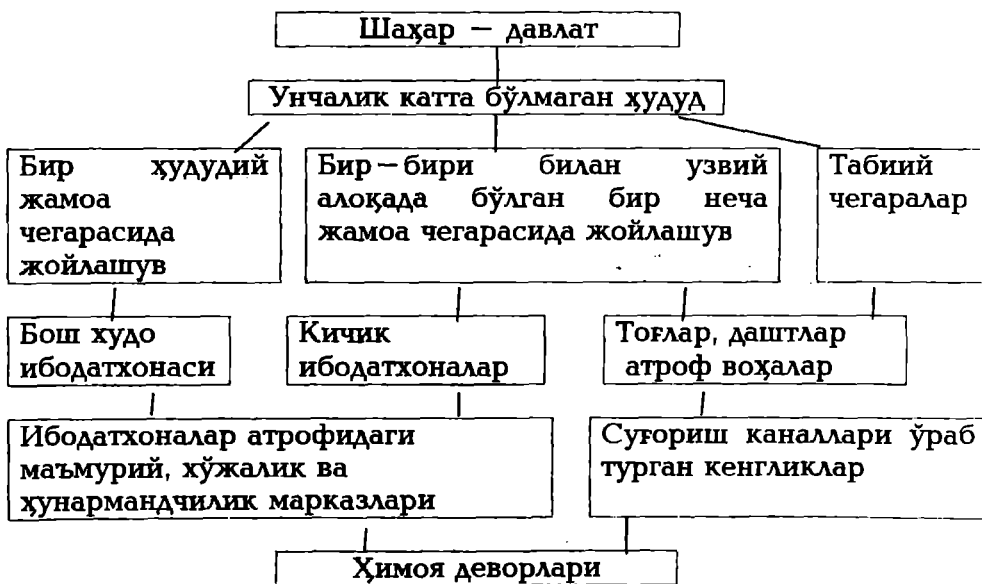 Шаҳар — давлат
Унчалик катта бўлмаган ҳудуд
Бир ҳудудий
жамоа
чегарасида
жойлашув
Бир—бири билан узвий
алоқада бўлган бир неча
жамоа чегарасида жойлашув
Табиий
чегаралар
Бош худо
ибодатхонаси
Кичик
ибодатхоналар
Тоғлар, даштлар
атроф воҳалар
Ибодатхоналар атрофидаги
маъмурий, хўжалик ва
ҳунармандчилик марказлари
Суғориш каналлари ўраб
турган кенгликлар
Ҳимоя деворлари